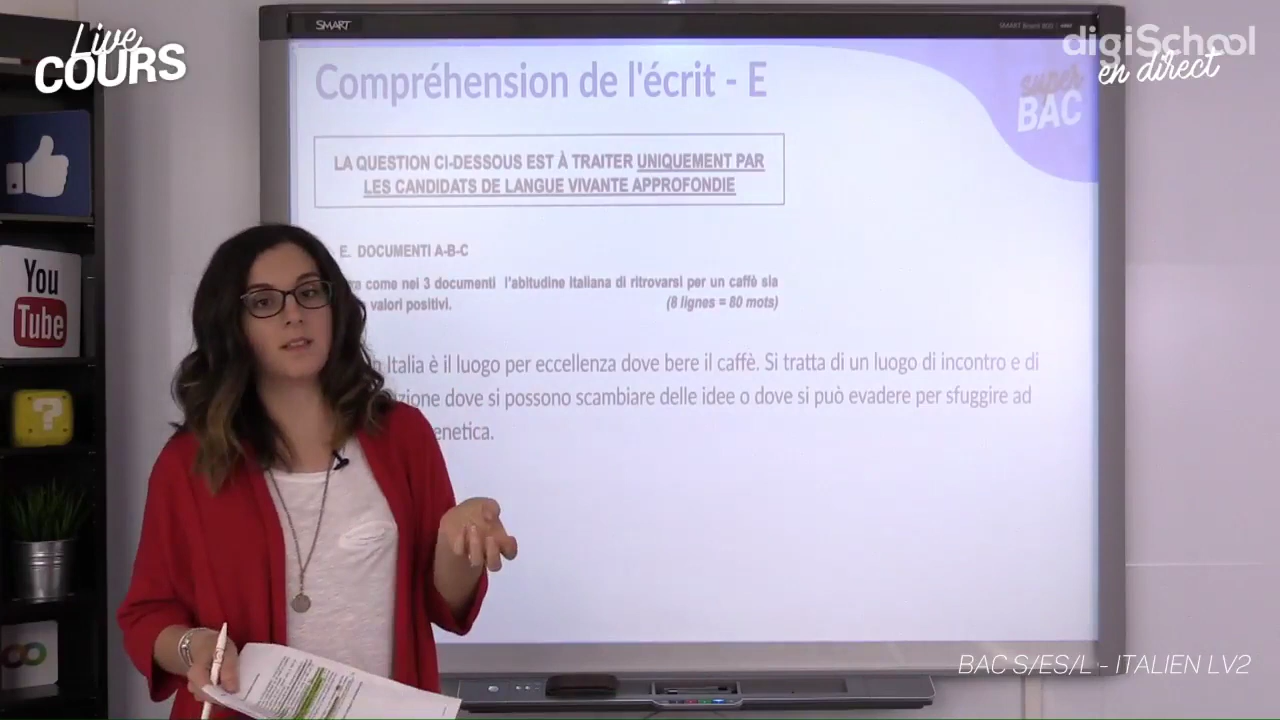 Live
COURS
SMART
digiSchool
en direct
super
BAC
Compréhension de l'écrit - E
LA QUESTION CI-DESSOUS EST À TRAITER UNIQUEMENT PAR
LES CANDIDATS DE LANGUE VIVANTE APPROFONDIE
E. DOCUMENTI A-B-C
come nei 3 documenti l'abitudine italiana di ritrovarsi per un caffè sia
valori positivi. (8 lignes = 80 mots)
Italia è il luogo per eccellenza dove bere il caffè. Si tratta di un luogo di incontro e di
dove si possono scambiare delle idee o dove si può evadere per sfuggire ad
You
Tube
?
BAC S/ES/L - ITALIEN LV2